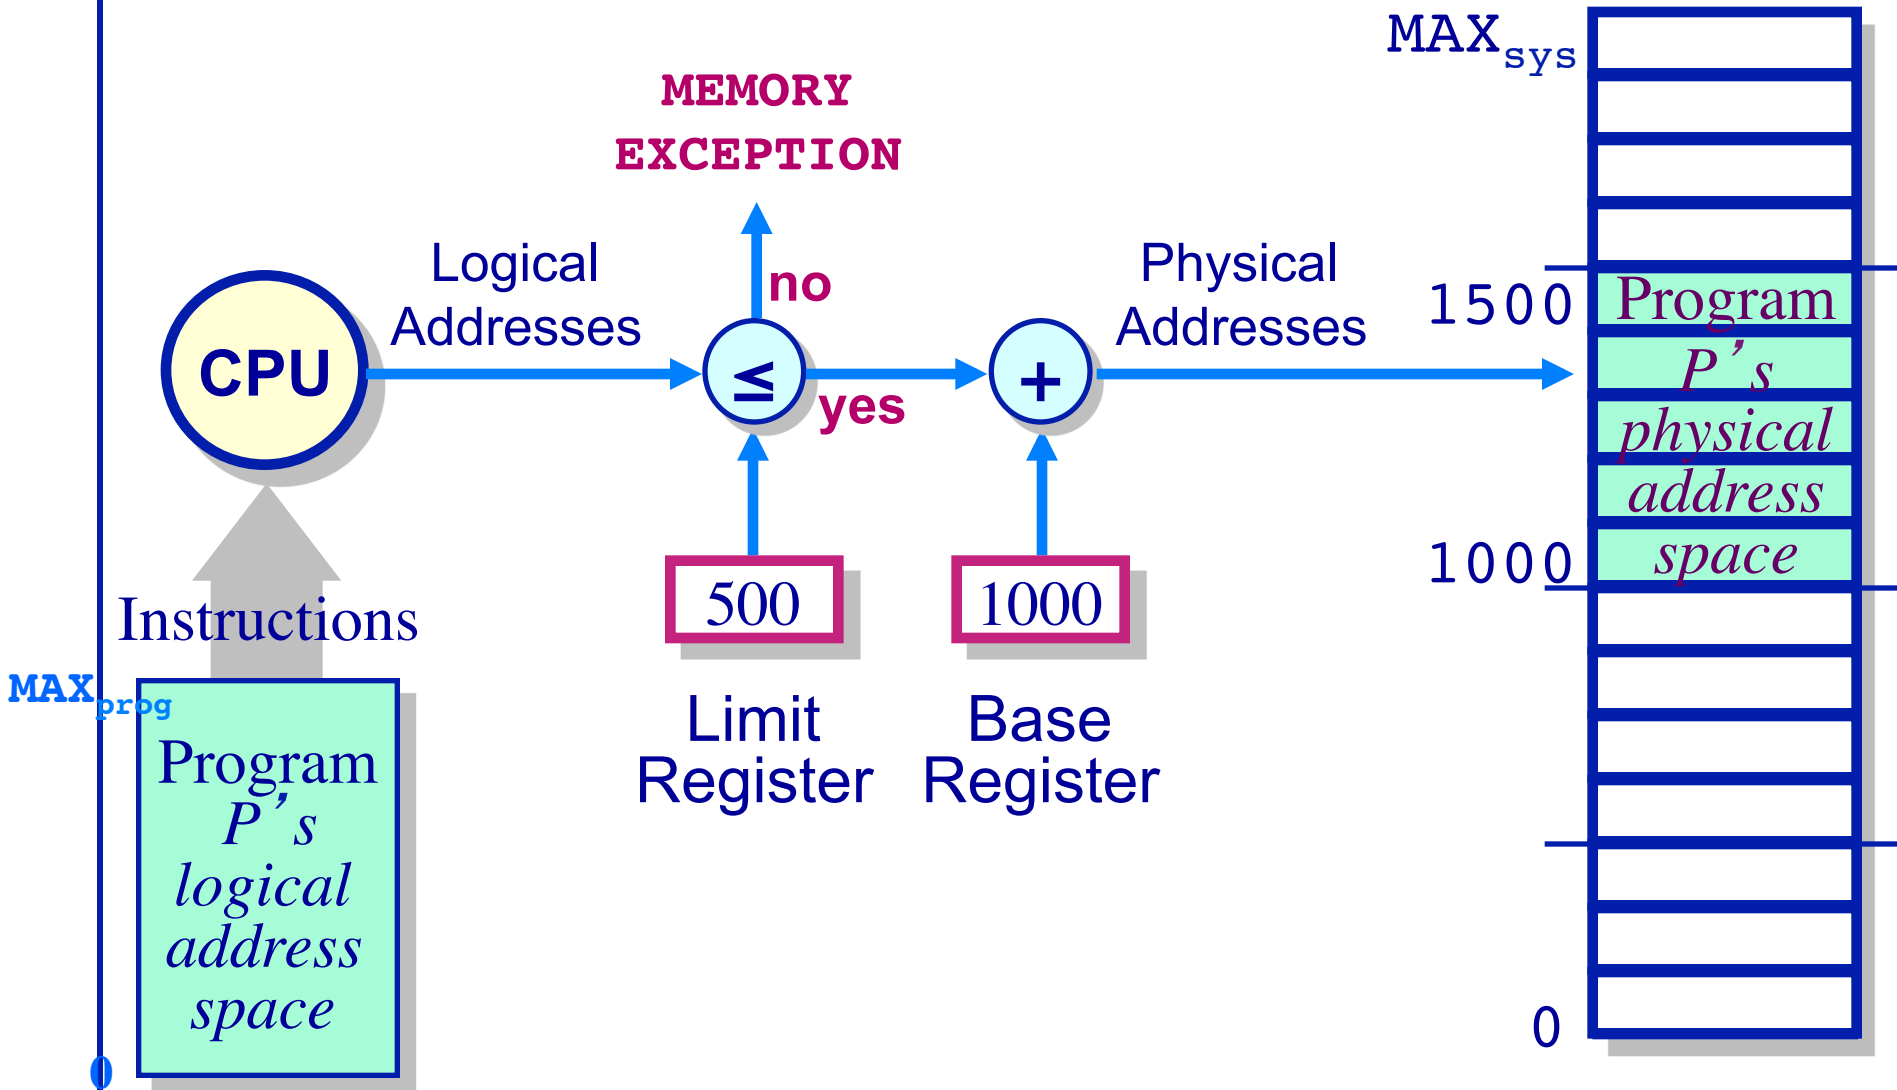 MAXsys
MEMORY
EXCEPTION
Logical
Addresses
no
Physical
Addresses
1500
Program
P's
physical
address
space
CPU
≤
yes
+
1000
500
1000
Instructions
Limit
Register
Base
Register
MAXprog
Program
P's
logical
address
space
0
0